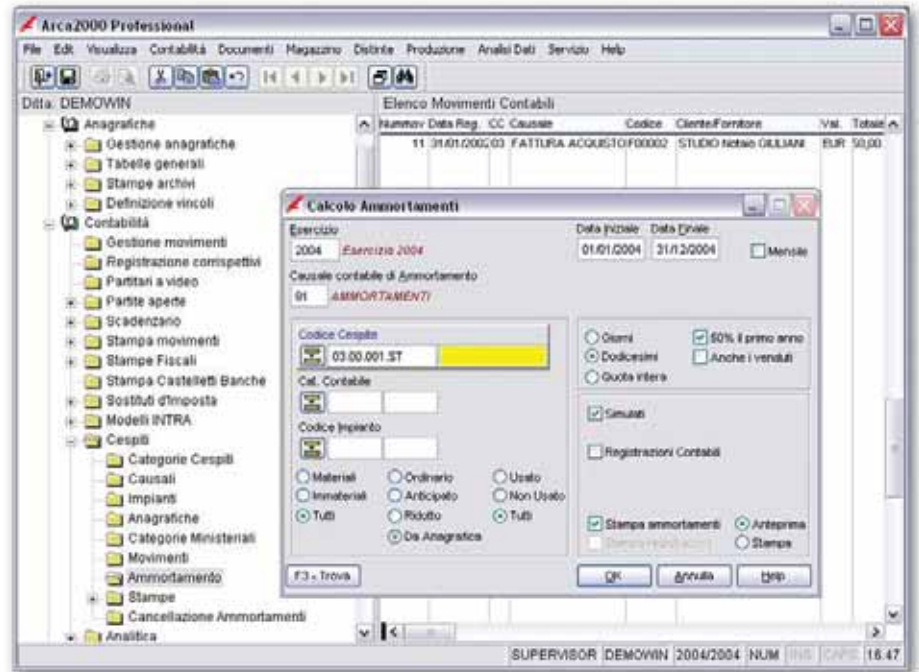 Arca2000 Professional
File Edit Visualizza Contabilità Documenti Magazzino Distinte Produzione Analisi Dati Servizio Help
Ditta: DEMOWIN
Anagrafiche
Gestione anagrafiche
Tabelle generali
Stampe archivi
Definizione vincoli
Contabilità
Gestione movimenti
Registrazione corrispettivi
Partitari a video
Partite aperte
Scadenzario
Stampa movimenti
Stampe Fiscali
Stampa Castelletti Banche
Sostituti d'imposta
Modelli INTRA
Cespiti
Categorie Cespiti
Causali
Impianti
Anagrafiche
Categorie Ministeriali
Movimenti
Ammortamento
Stampe
Cancellazione Ammortamenti
Analitica
Elenco Movimenti Contabili
Nummov Data Reg. CC Causale Codice Cliente/Fornitore Val. Totale
11 31/01/2002 03 FATTURA ACQUISTO F00002 STUDIO Notaio GIULIANI EUR 50,00
Calcolo Ammortamenti
Esercizio
2004 Esercizio 2004
Data Iniziale Data Finale
01/01/2004 31/12/2004
Mensile
Causale contabile di Ammortamento
91 AMMORTAMENTI
Codice Cespite
03.00.001.ST
Cat. Contabile
Codice Impianto
Materiali Ordinario Usato
Immateriali Anticipato Non Usato
Tutti Ridotto Tutti
Da Anagrafica
Giorni 50% il primo anno
Dodicesimi Anche i venduti
Quota intera
Simulati
Registrazioni Contabili
Stampa ammortamenti Anteprima
Stampa
F3 - Trova
OK Annulla Help
SUPERVISOR DEMOWIN 2004/2004 NUM INS CAPS 16.47